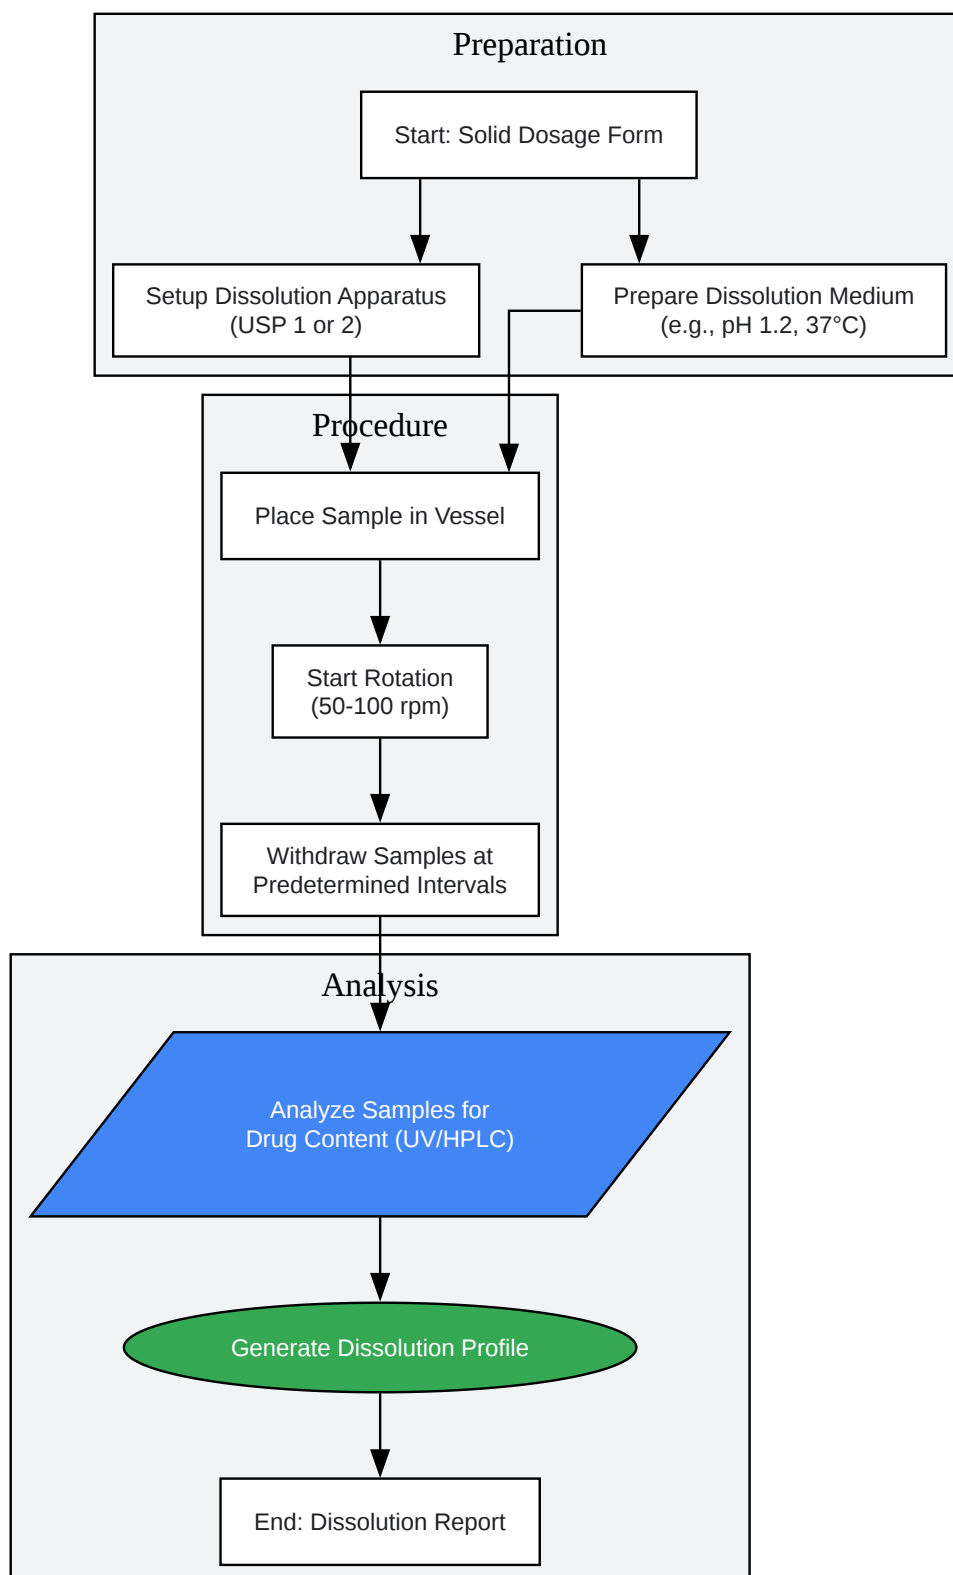 Preparation
Start: Solid Dosage Form
Setup Dissolution Apparatus
(USP 1 or 2)
Prepare Dissolution Medium
(e.g., pH 1.2, 37°C)
Procedure
Place Sample in Vessel
Start Rotation
(50-100 rpm)
Withdraw Samples at
Predetermined Intervals
Analysis
Analyze Samples for
Drug Content (UV/HPLC)
Generate Dissolution Profile
End: Dissolution Report